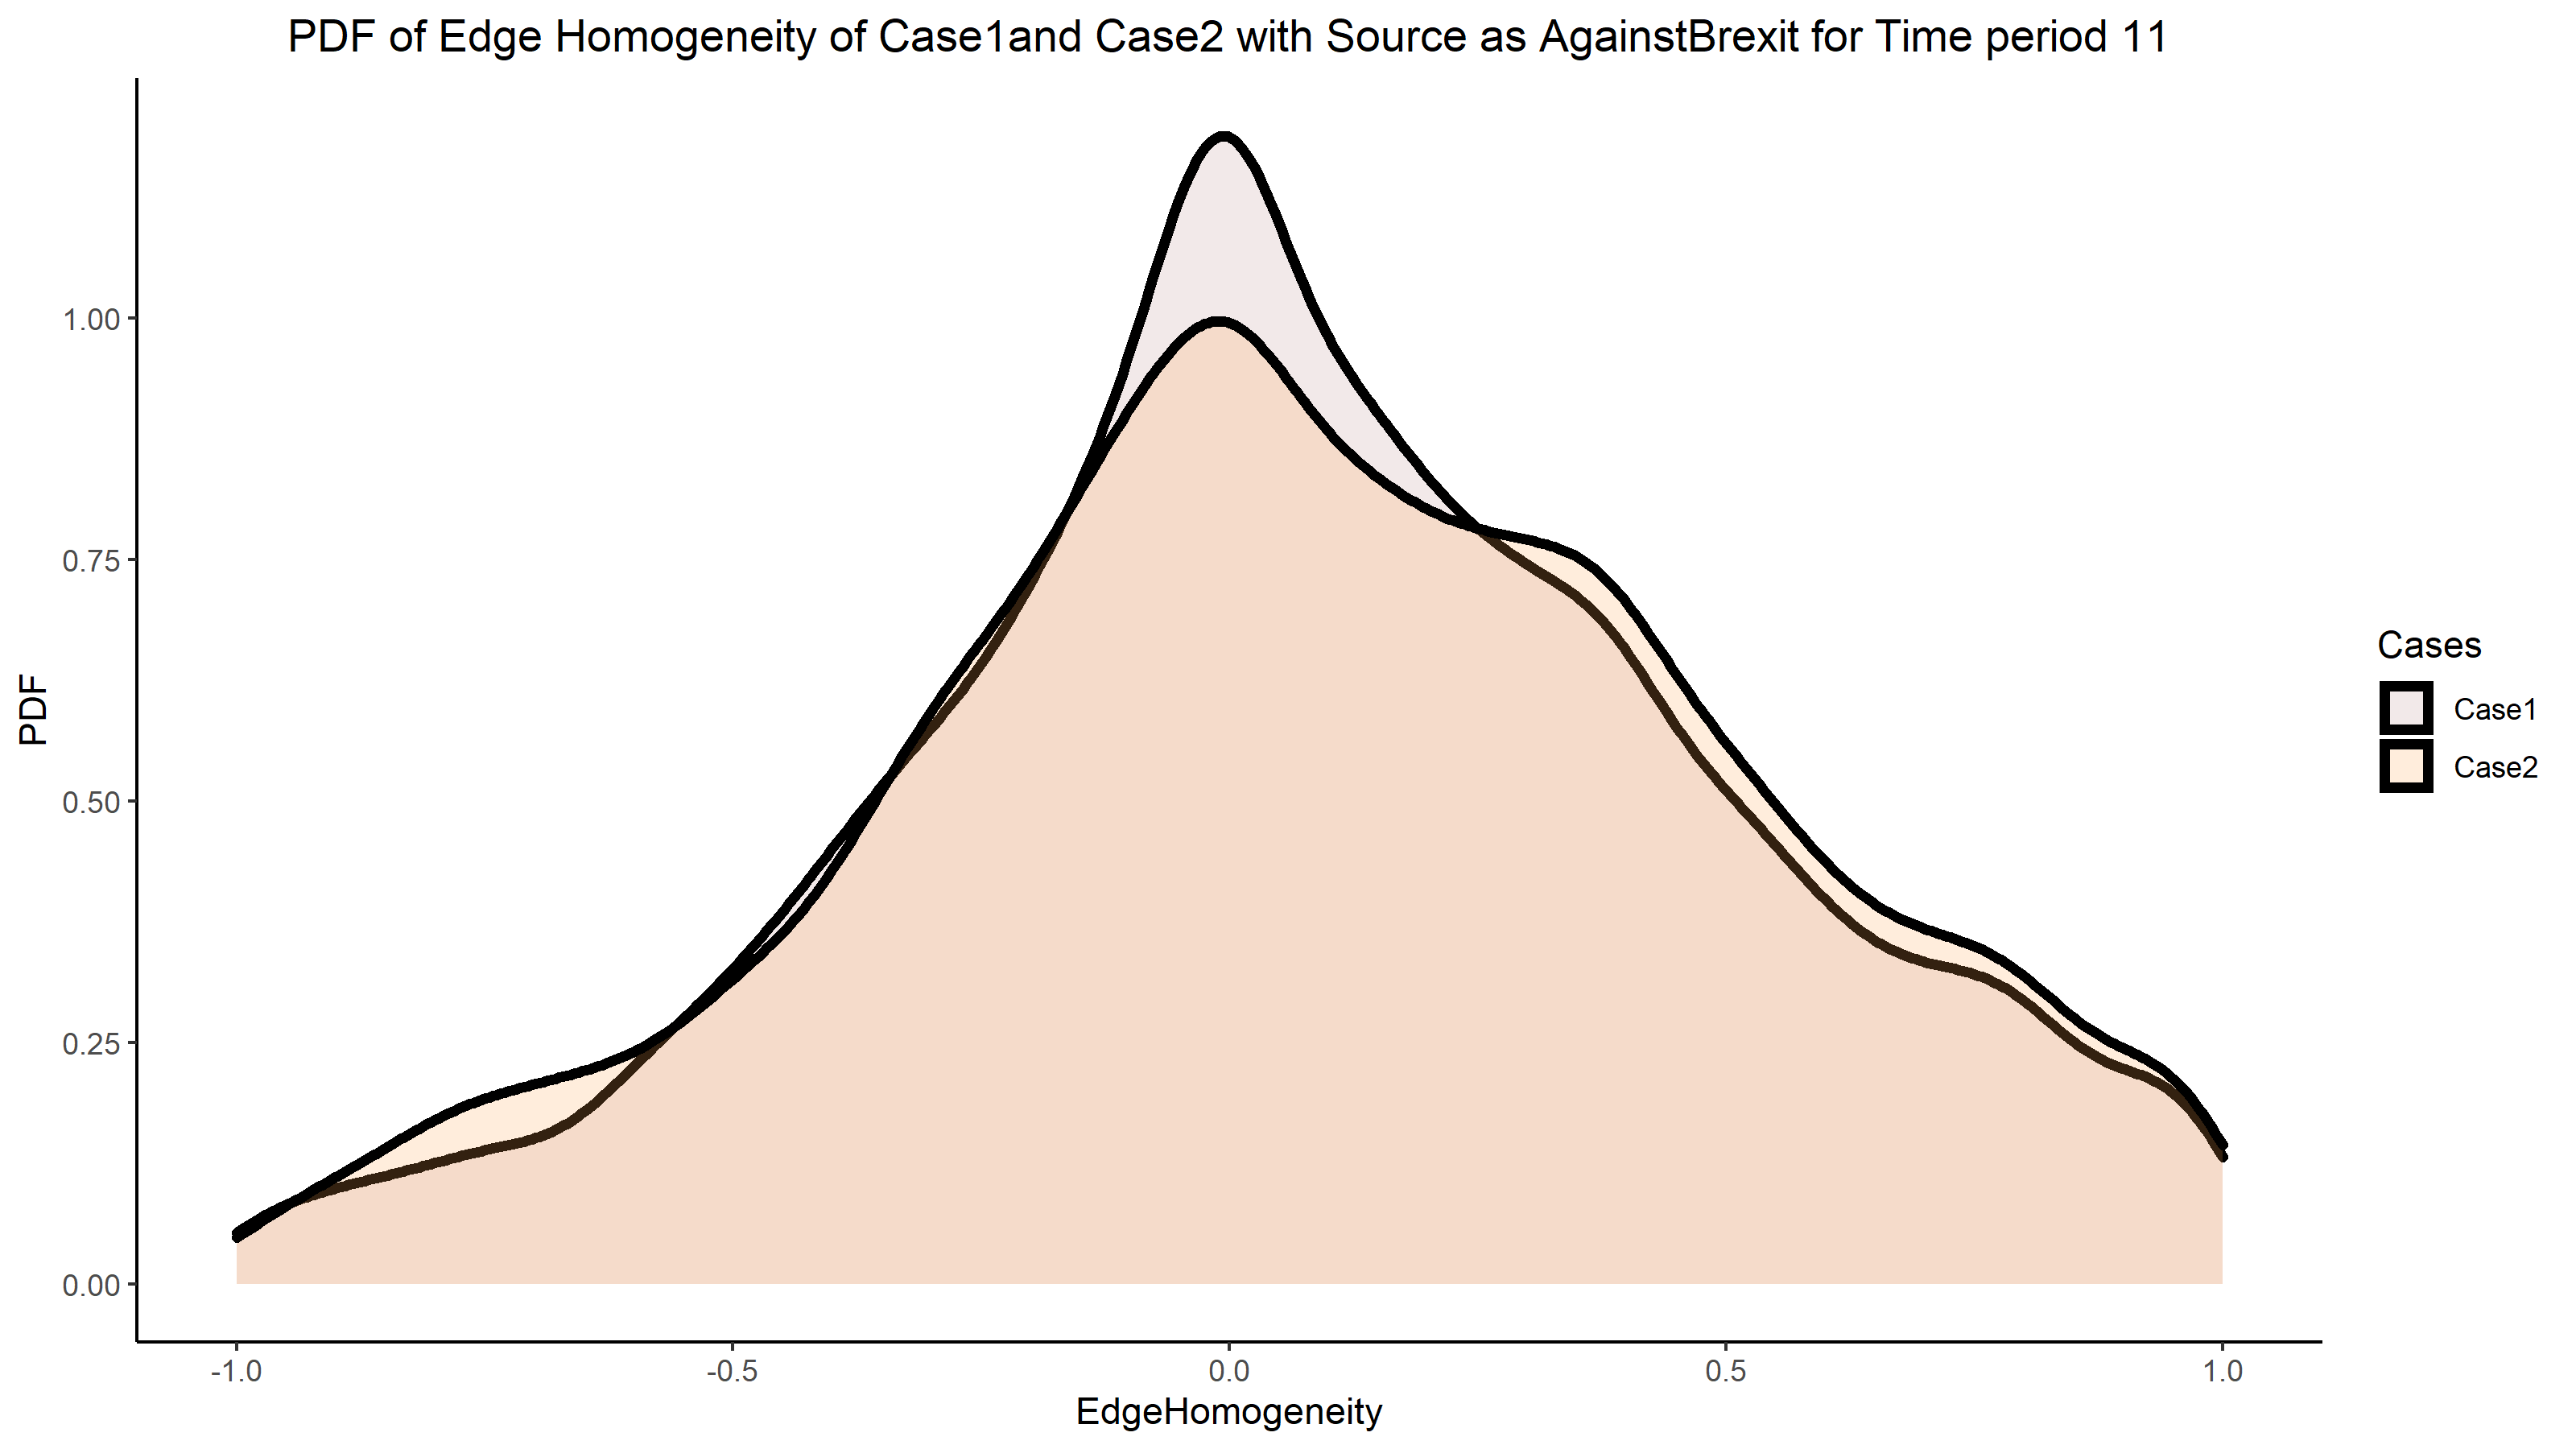 PDF of Edge Homogeneity of Case1and Case2 with Source as AgainstBrexit for Time period 11
1.00
0.75
0.50
0.25
0.00
PDF
-1.0 -0.5 0.0 0.5 1.0
EdgeHomogeneity
Cases
Case1
Case2